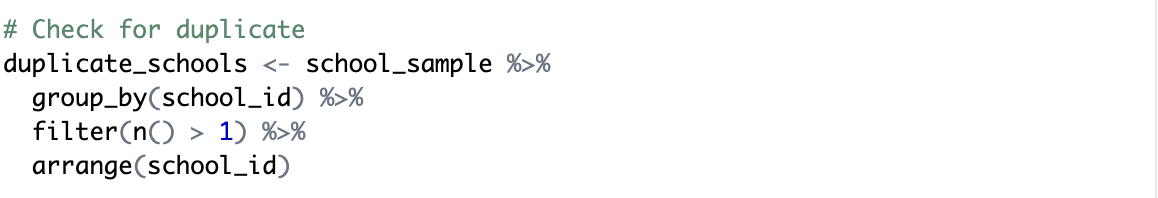 # Check for duplicate
duplicate_schools <- school_sample %>%
  group_by(school_id) %>%
  filter(n() > 1) %>%
  arrange(school_id)